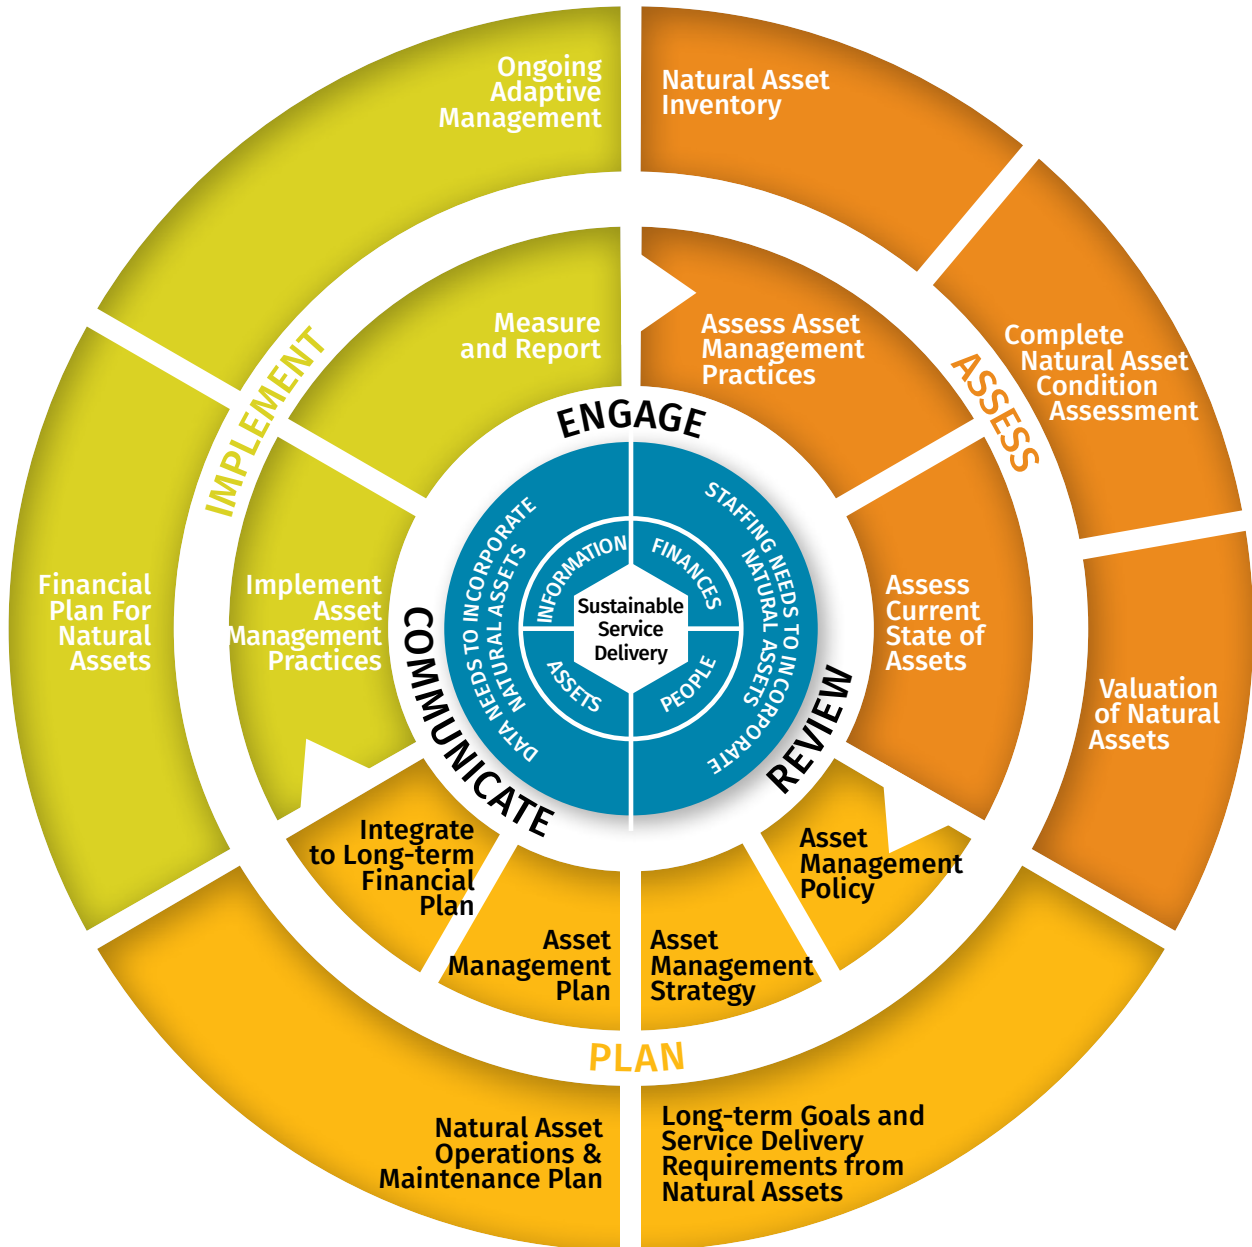 Ongoing
Adaptive
Management
Natural Asset
Inventory
Complete
Natural Asset
Condition
Assessment
Valuation
of Natural
Assets
Long-term Goals and
Service Delivery
Requirements from
Natural Assets
Natural Asset
Operations &
Maintenance Plan
Financial
Plan For
Natural
Assets
IMPLEMENT
ASSESS
PLAN
Measure
and Report
Assess Asset
Management
Practices
Assess
Current
State of
Assets
Asset
Management
Policy
Asset
Management
Strategy
Asset
Management
Plan
Integrate
to Long-term
Financial
Plan
Implement
Asset
Management
Practices
ENGAGE
REVIEW
COMMUNICATE
DATA NEEDS TO INCORPORATE
NATURAL ASSETS
STAFFING NEEDS TO INCORPORATE
NATURAL ASSETS
INFORMATION
FINANCES
ASSETS
PEOPLE
Sustainable
Service
Delivery